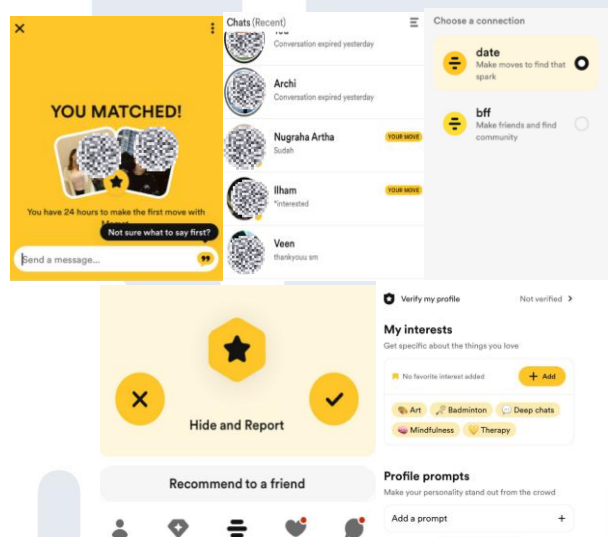 YOU MATCHED!
You have 24 hours to make the first move with
Not sure what to say first?
Send a message...
Chats (Recent)
Conversation expired yesterday
Archi
Conversation expired yesterday
Nugraha Artha
YOUR MOVE
Sudah
Ilham
YOUR MOVE
*interested
Veen
thankyouu sm
Choose a connection
date
Make moves to find that
spark
bff
Make friends and find
community
Hide and Report
Recommend to a friend
Verify my profile
Not verified
My interests
Get specific about the things you love
No favorite interest added
+ Add
Art
Badminton
Deep chats
Mindfulness
Therapy
Profile prompts
Make your personality stand out from the crowd
Add a prompt
+